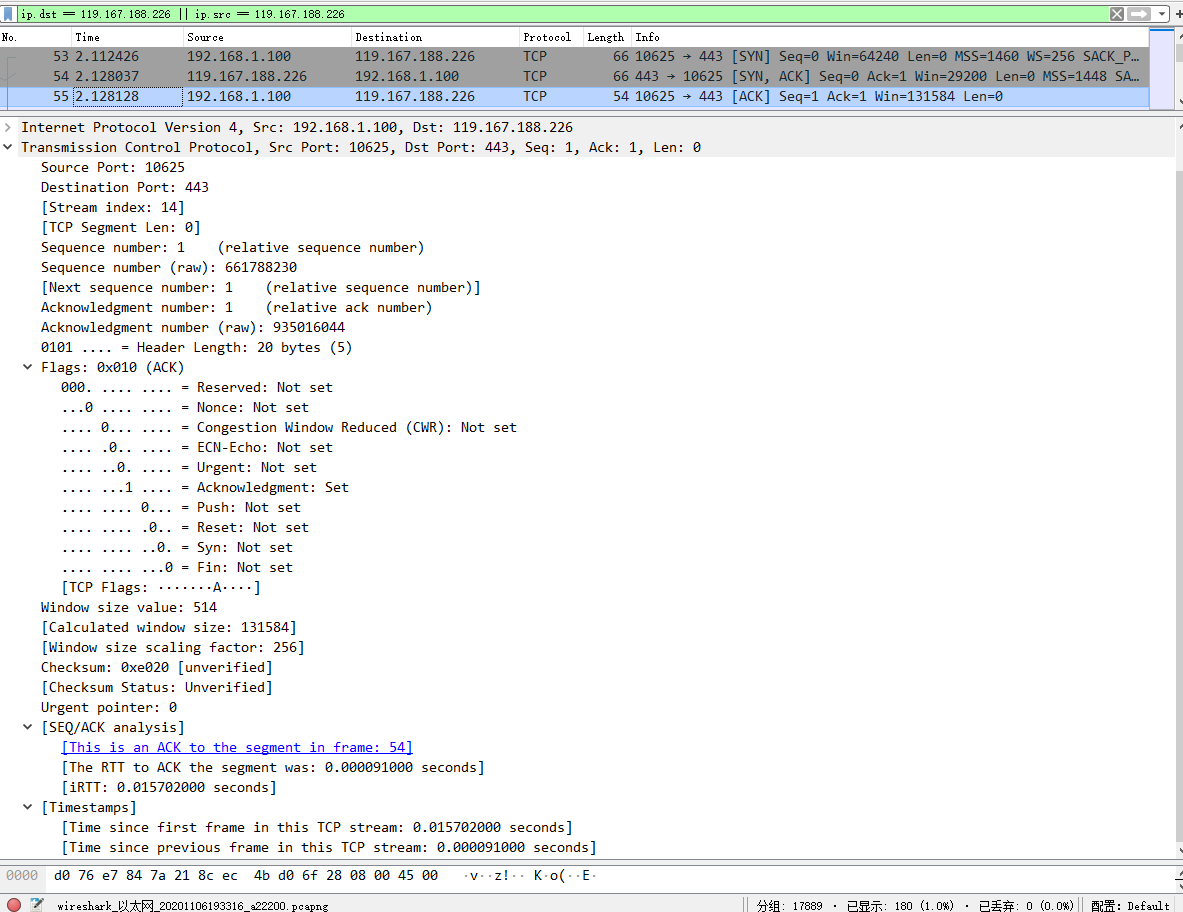 ip.dst == 119.167.188.226 || ip.src == 119.167.188.226
No. Time Source Destination Protocol Length Info
53 2.112426 192.168.1.100 119.167.188.226 TCP 66 10625 → 443 [SYN] Seq=0 Win=64240 Len=0 MSS=1460 WS=256 SACK_P…
54 2.128037 119.167.188.226 192.168.1.100 TCP 66 443 → 10625 [SYN, ACK] Seq=0 Ack=1 Win=29200 Len=0 MSS=1448 SA…
55 2.128128 192.168.1.100 119.167.188.226 TCP 54 10625 → 443 [ACK] Seq=1 Ack=1 Win=131584 Len=0
Internet Protocol Version 4, Src: 192.168.1.100, Dst: 119.167.188.226
Transmission Control Protocol, Src Port: 10625, Dst Port: 443, Seq: 1, Ack: 1, Len: 0
Source Port: 10625
Destination Port: 443
[Stream index: 14]
[TCP Segment Len: 0]
Sequence number: 1    (relative sequence number)
Sequence number (raw): 661788230
[Next sequence number: 1    (relative sequence number)]
Acknowledgment number: 1    (relative ack number)
Acknowledgment number (raw): 935016044
0101 .... = Header Length: 20 bytes (5)
Flags: 0x010 (ACK)
000. .... .... = Reserved: Not set
...0 .... .... = Nonce: Not set
.... 0... .... = Congestion Window Reduced (CWR): Not set
.... .0.. .... = ECN-Echo: Not set
.... ..0. .... = Urgent: Not set
.... ...1 .... = Acknowledgment: Set
.... .... 0... = Push: Not set
.... .... .0.. = Reset: Not set
.... .... ..0. = Syn: Not set
.... .... ...0 = Fin: Not set
[TCP Flags: ·······A····]
Window size value: 514
[Calculated window size: 131584]
[Window size scaling factor: 256]
Checksum: 0xe020 [unverified]
[Checksum Status: Unverified]
Urgent pointer: 0
[SEQ/ACK analysis]
[This is an ACK to the segment in frame: 54]
[The RTT to ACK the segment was: 0.000091000 seconds]
[iRTT: 0.015702000 seconds]
[Timestamps]
[Time since first frame in this TCP stream: 0.015702000 seconds]
[Time since previous frame in this TCP stream: 0.000091000 seconds]
0000 d0 76 e7 84 7a 21 8c ec 4b d0 6f 28 08 00 45 00 ·v··z!·· K·o(··E·
wireshark_以太网_20201106193316_a22200.pcapng 分组: 17889 · 已显示: 180 (1.0%) · 已丢弃: 0 (0.0%) 配置: Default